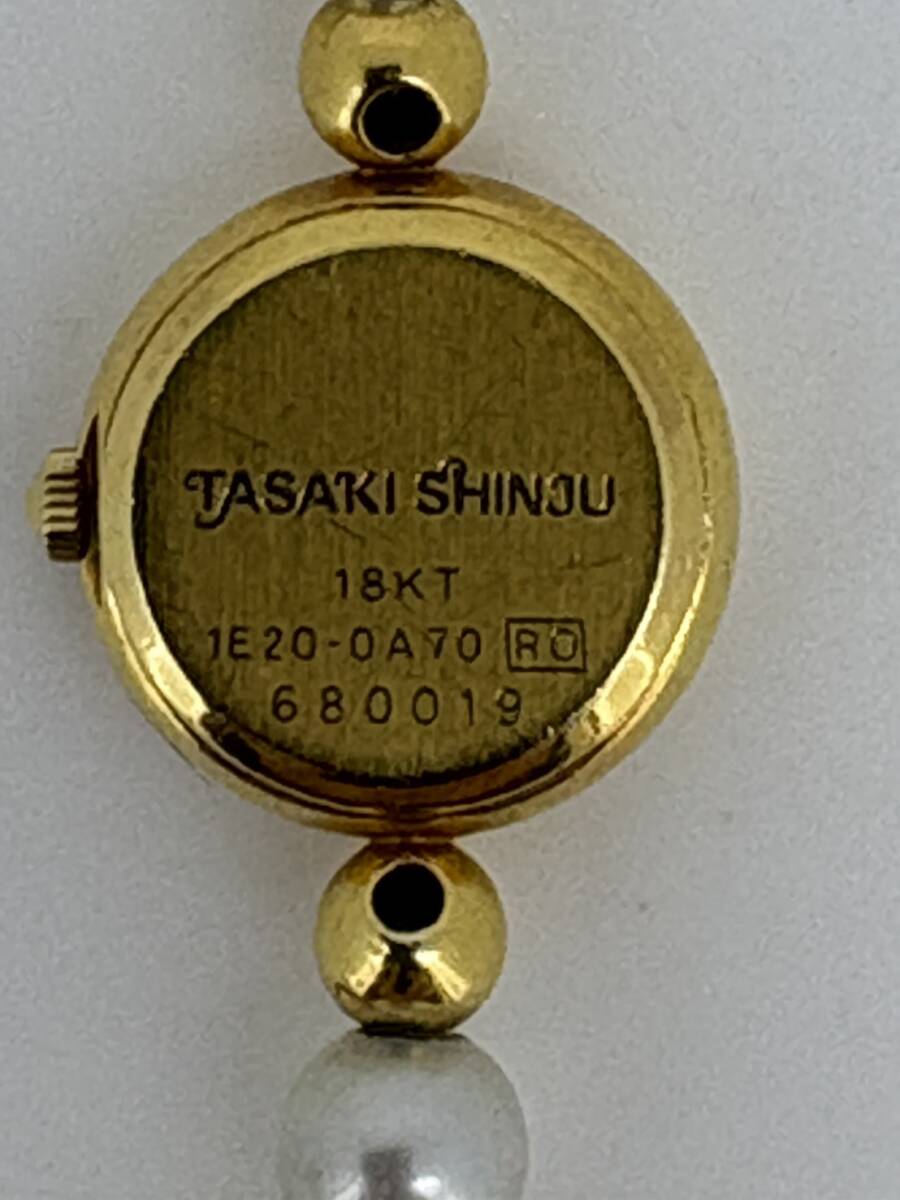 TASAKI SHINJU
18KT
1E20-0A70 RO
680019